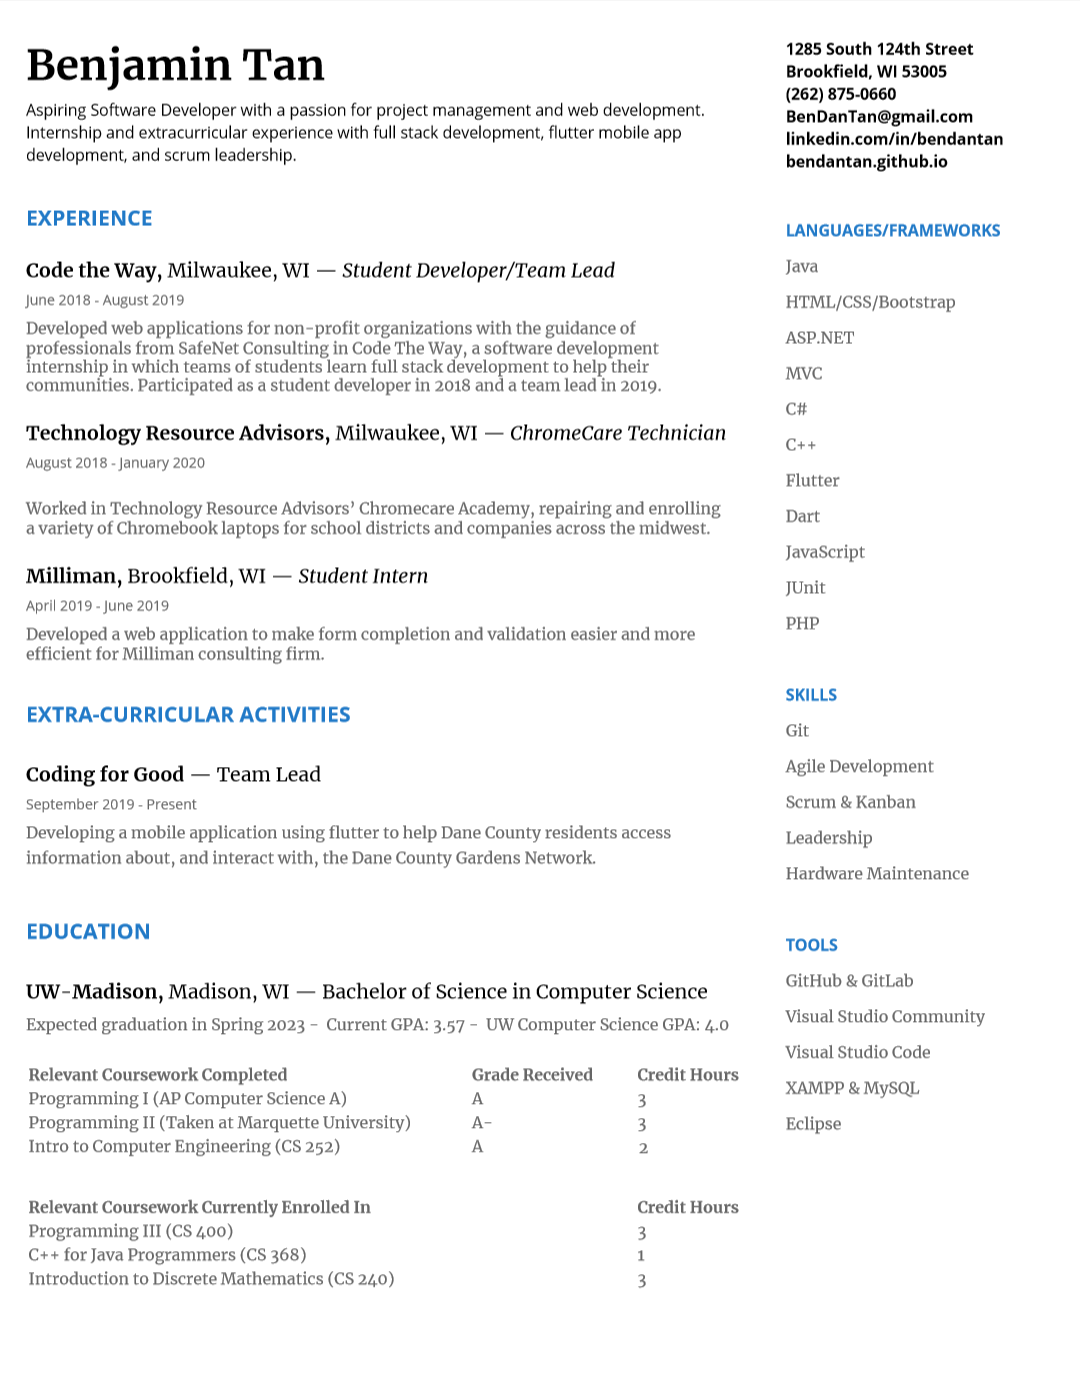 Benjamin Tan
Aspiring Software Developer with a passion for project management and web development.
Internship and extracurricular experience with full stack development, flutter mobile app
development, and scrum leadership.
EXPERIENCE
Code the Way, Milwaukee, WI — Student Developer/Team Lead
June 2018 - August 2019
Developed web applications for non-profit organizations with the guidance of
professionals from SafeNet Consulting in Code The Way, a software development
internship in which teams of students learn full stack development to help their
communities. Participated as a student developer in 2018 and a team lead in 2019.
Technology Resource Advisors, Milwaukee, WI — ChromeCare Technician
August 2018 - January 2020
Worked in Technology Resource Advisors’ Chromecare Academy, repairing and enrolling
a variety of Chromebook laptops for school districts and companies across the midwest.
Milliman, Brookfield, WI — Student Intern
April 2019 - June 2019
Developed a web application to make form completion and validation easier and more
efficient for Milliman consulting firm.
EXTRA-CURRICULAR ACTIVITIES
Coding for Good — Team Lead
September 2019 - Present
Developing a mobile application using flutter to help Dane County residents access
information about, and interact with, the Dane County Gardens Network.
EDUCATION
UW-Madison, Madison, WI — Bachelor of Science in Computer Science
Expected graduation in Spring 2023 - Current GPA: 3.57 - UW Computer Science GPA: 4.0
Relevant Coursework Completed Grade Received Credit Hours
Programming I (AP Computer Science A) A 3
Programming II (Taken at Marquette University) A- 3
Intro to Computer Engineering (CS 252) A 2
Relevant Coursework Currently Enrolled In Credit Hours
Programming III (CS 400) 3
C++ for Java Programmers (CS 368) 1
Introduction to Discrete Mathematics (CS 240) 3
1285 South 124th Street
Brookfield, WI 53005
(262) 875-0660
BenDanTan@gmail.com
linkedin.com/in/bendantan
bendantan.github.io
LANGUAGES/FRAMEWORKS
Java
HTML/CSS/Bootstrap
ASP.NET
MVC
C#
C++
Flutter
Dart
JavaScript
JUnit
PHP
SKILLS
Git
Agile Development
Scrum & Kanban
Leadership
Hardware Maintenance
TOOLS
GitHub & GitLab
Visual Studio Community
Visual Studio Code
XAMPP & MySQL
Eclipse